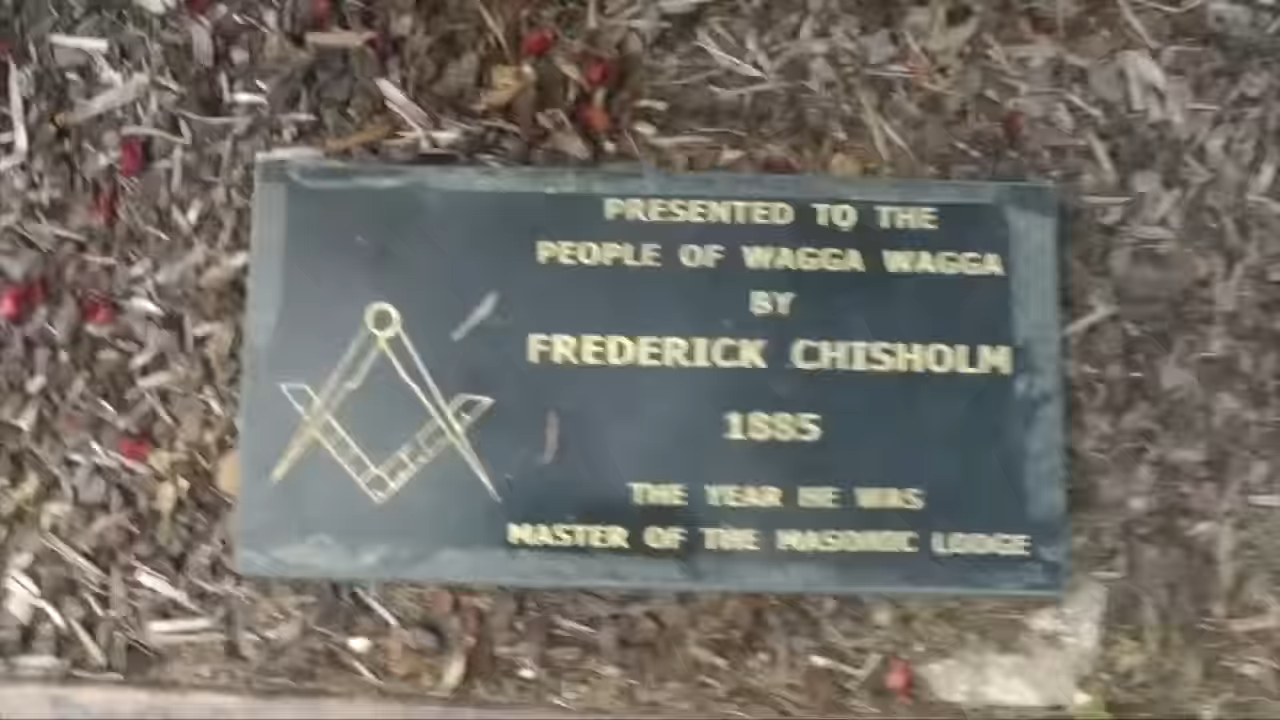 PRESENTED TO THE
PEOPLE OF WAGGA WAGGA
BY
FREDERICK CHISHOLM
1885
THE YEAR HE WAS
MASTER OF THE MASONIC LODGE